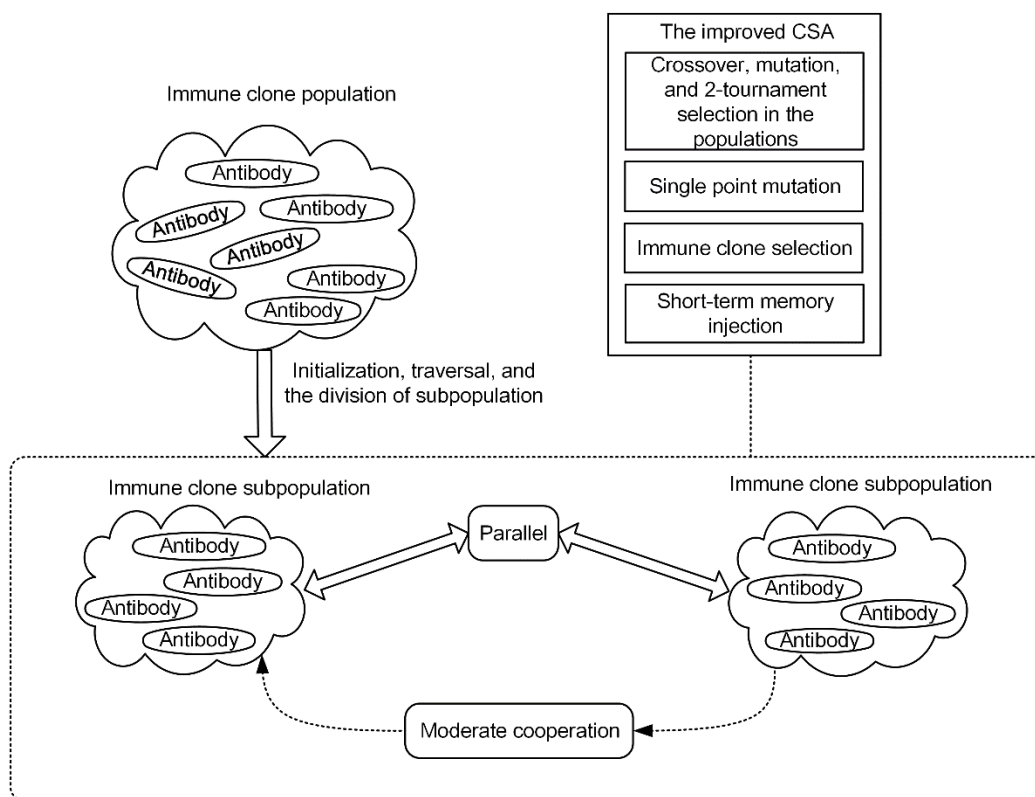 Immune clone population
Antibody
Antibody
Antibody
Antibody
Antibody
Antibody
Antibody
Initialization, traversal, and
the division of subpopulation
The improved CSA
Crossover, mutation,
and 2-tournament
selection in the
populations
Single point mutation
Immune clone selection
Short-term memory
injection
Immune clone subpopulation
Antibody
Antibody
Antibody
Antibody
Parallel
Immune clone subpopulation
Antibody
Antibody
Antibody
Antibody
Moderate cooperation